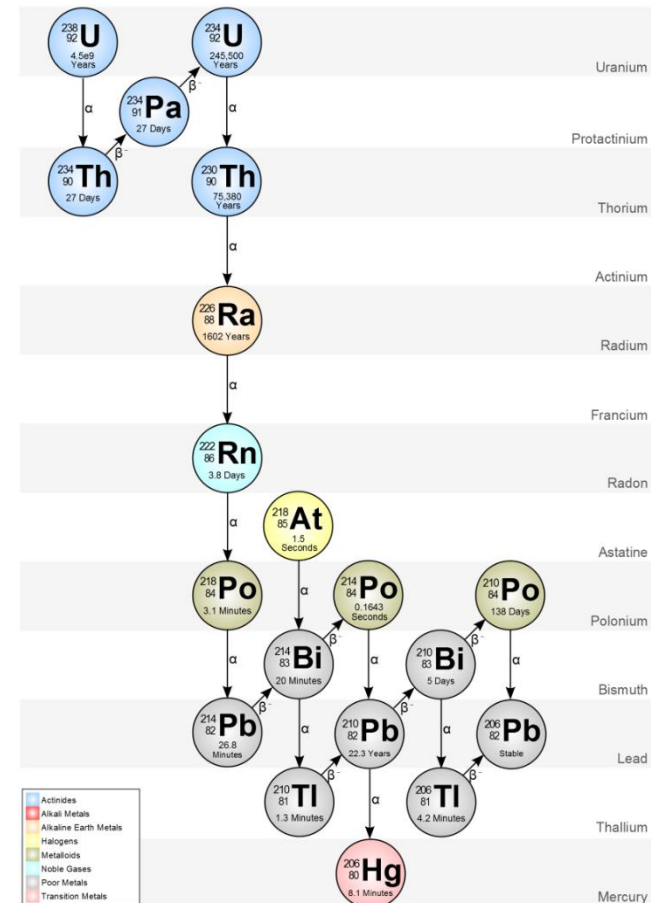 238
92
U
4.5e9
Years
234
92
U
245,500
Years
Uranium
α
α
234
91
Pa
27 Days
β⁻
β⁻
Protactinium
234
90
Th
27 Days
230
90
Th
75,380
Years
Thorium
α
Actinium
226
88
Ra
1602 Years
Radium
α
Francium
222
86
Rn
3.8 Days
Radon
α
218
85
At
1.5
Seconds
Astatine
218
84
Po
3.1 Minutes
α
214
84
Po
0.1643
Seconds
210
84
Po
138 Days
Polonium
α
214
83
Bi
20 Minutes
β⁻
α
210
83
Bi
5 Days
β⁻
α
Bismuth
214
82
Pb
26.8
Minutes
β⁻
α
210
82
Pb
22.3 Years
β⁻
α
206
82
Pb
Stable
Lead
210
81
Tl
1.3 Minutes
β⁻
α
206
81
Tl
4.2 Minutes
β⁻
Thallium
206
80
Hg
8.1 Minutes
Mercury
Actinides
Alkali Metals
Alkaline Earth Metals
Halogens
Metalloids
Noble Gases
Poor Metals
Transition Metals